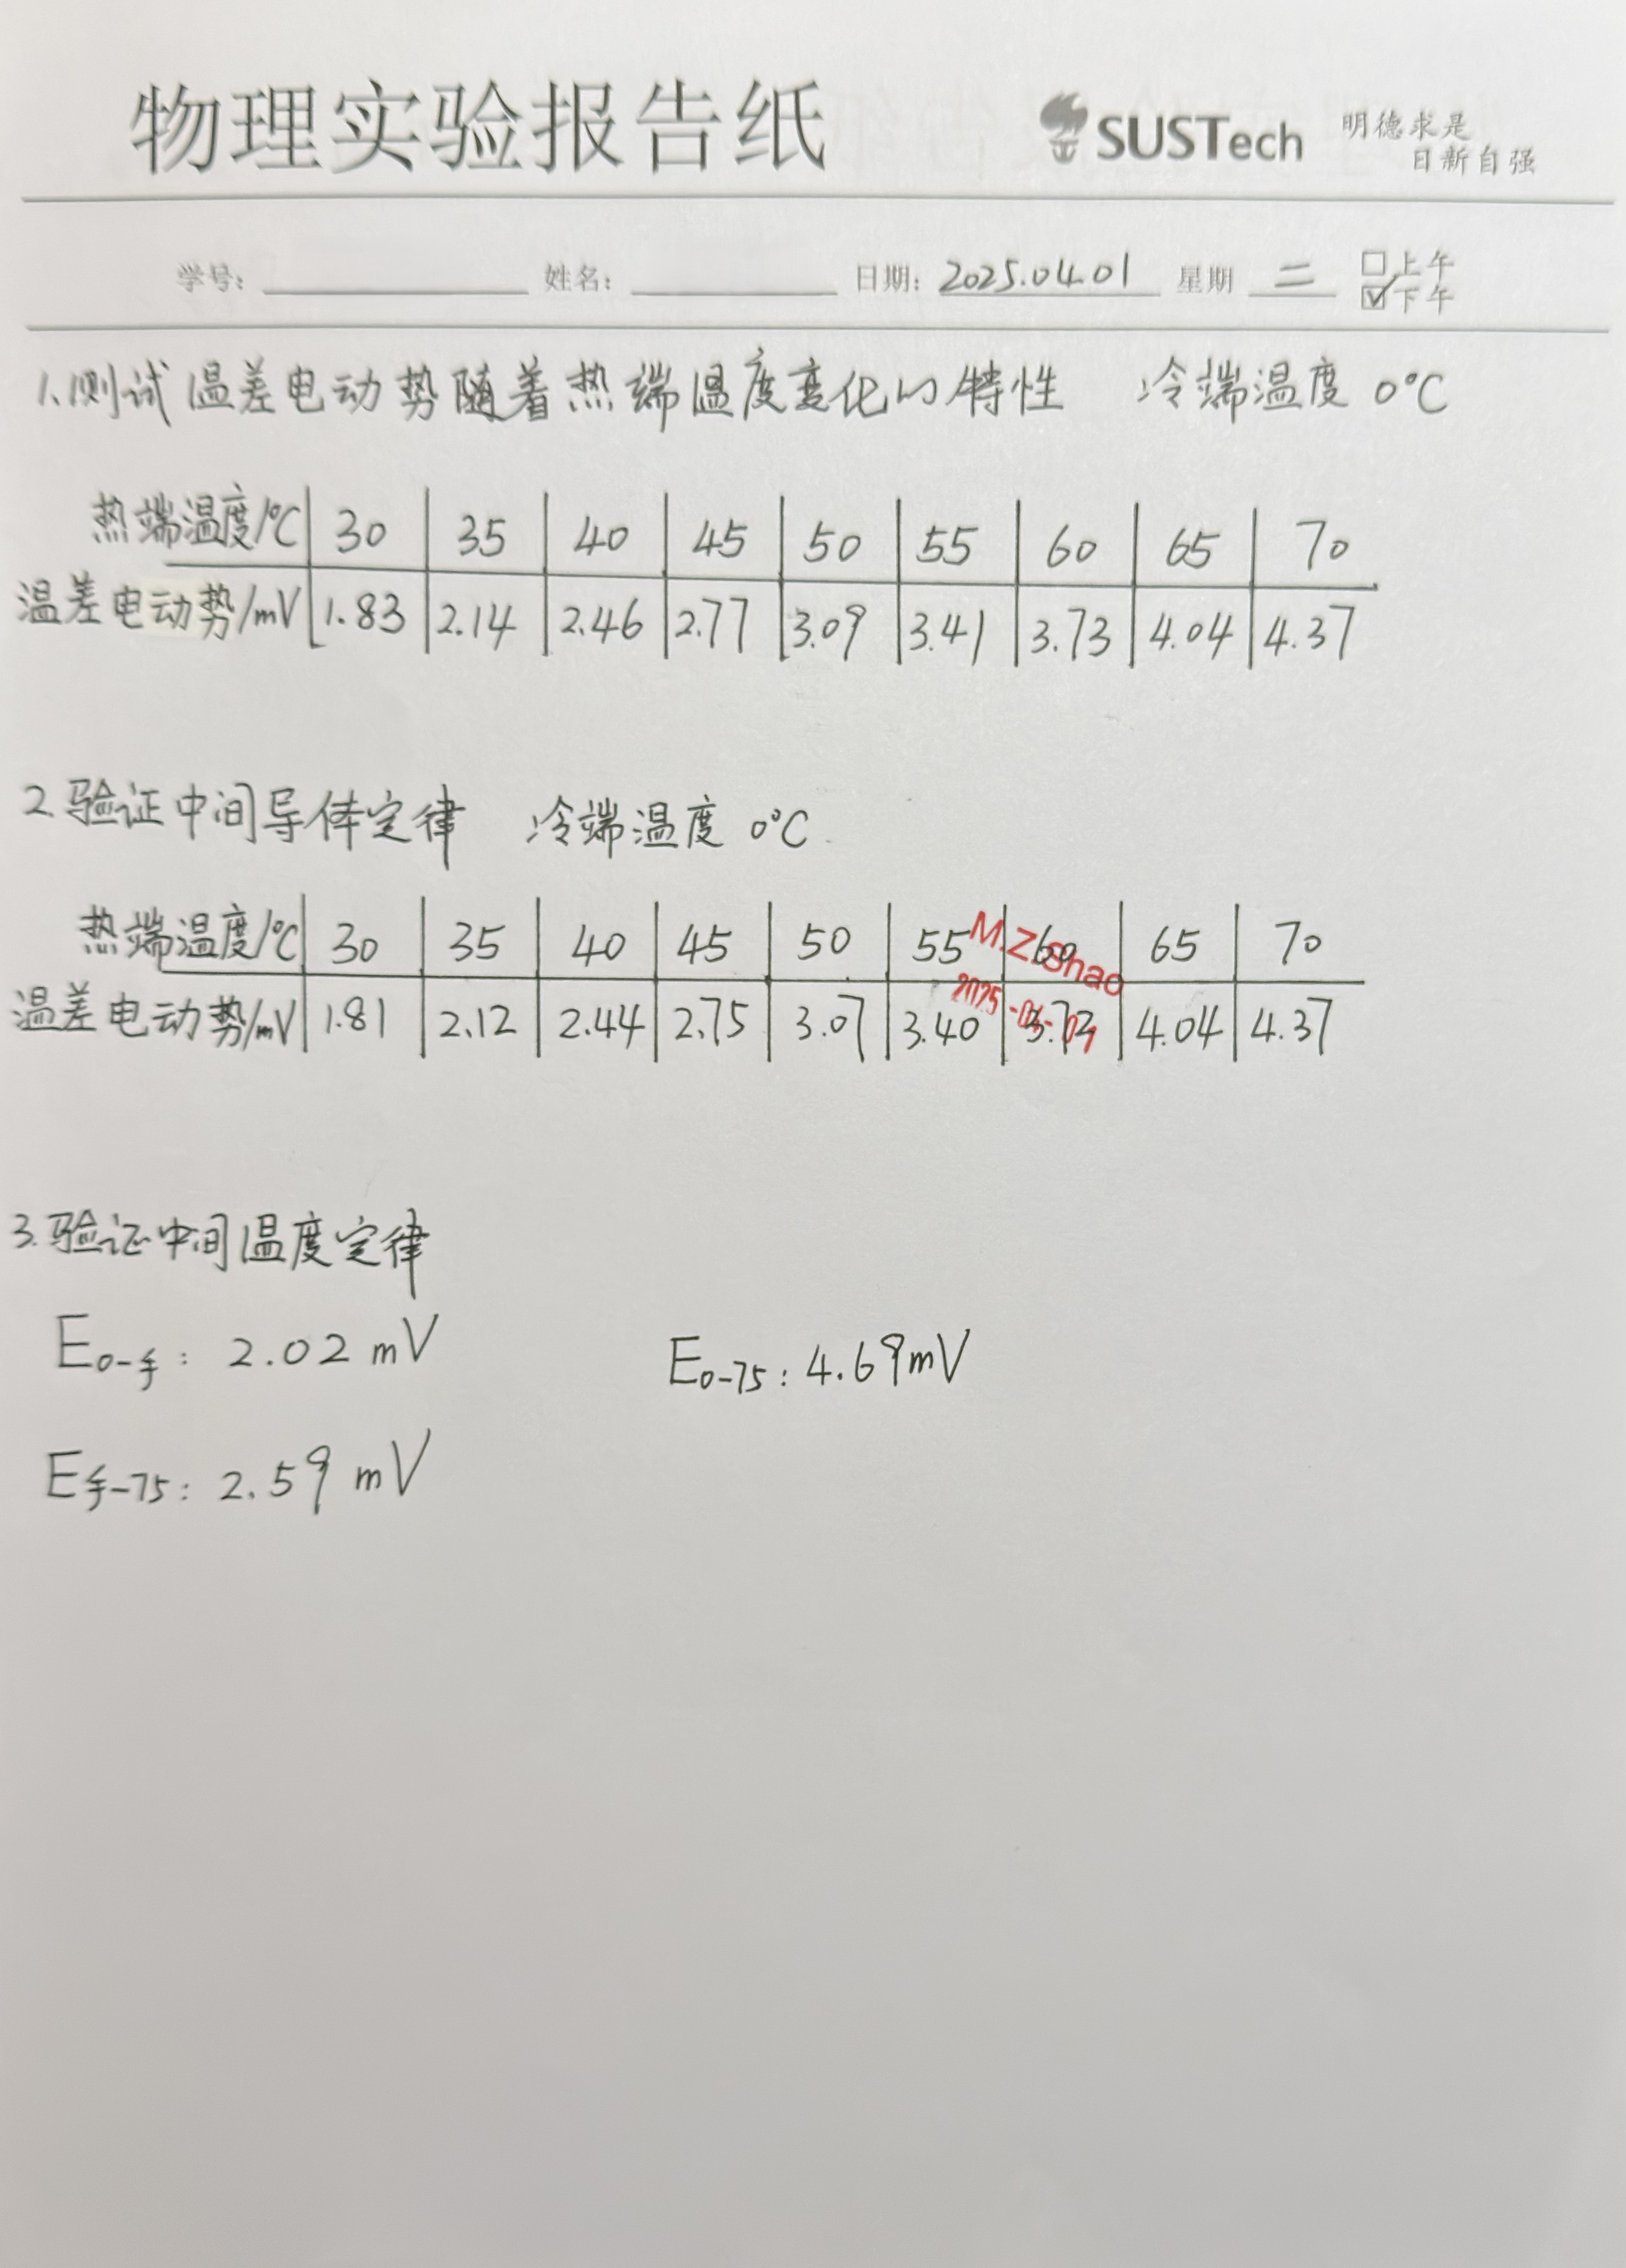 物理实验报告纸 SUSTech 明德求是
日新自强
学号: 姓名: 日期: 2025.04.01 星期 二 上午
下午
1.测试温差电动势随着热端温度变化的特性 冷端温度 0°C
热端温度/°C 30 35 40 45 50 55 60 65 70
温差电动势/mV 1.83 2.14 2.46 2.77 3.09 3.41 3.73 4.04 4.37
2.验证中间导体定律 冷端温度 0°C
热端温度/°C 30 35 40 45 50 55 60 65 70
M.Z.Shao
2025-04-01
温差电动势/mV 1.81 2.12 2.44 2.75 3.07 3.40 3.72 4.04 4.37
3.验证中间温度定律
E0-手: 2.02 mV E0-75: 4.69mV
E手-75: 2.59 mV